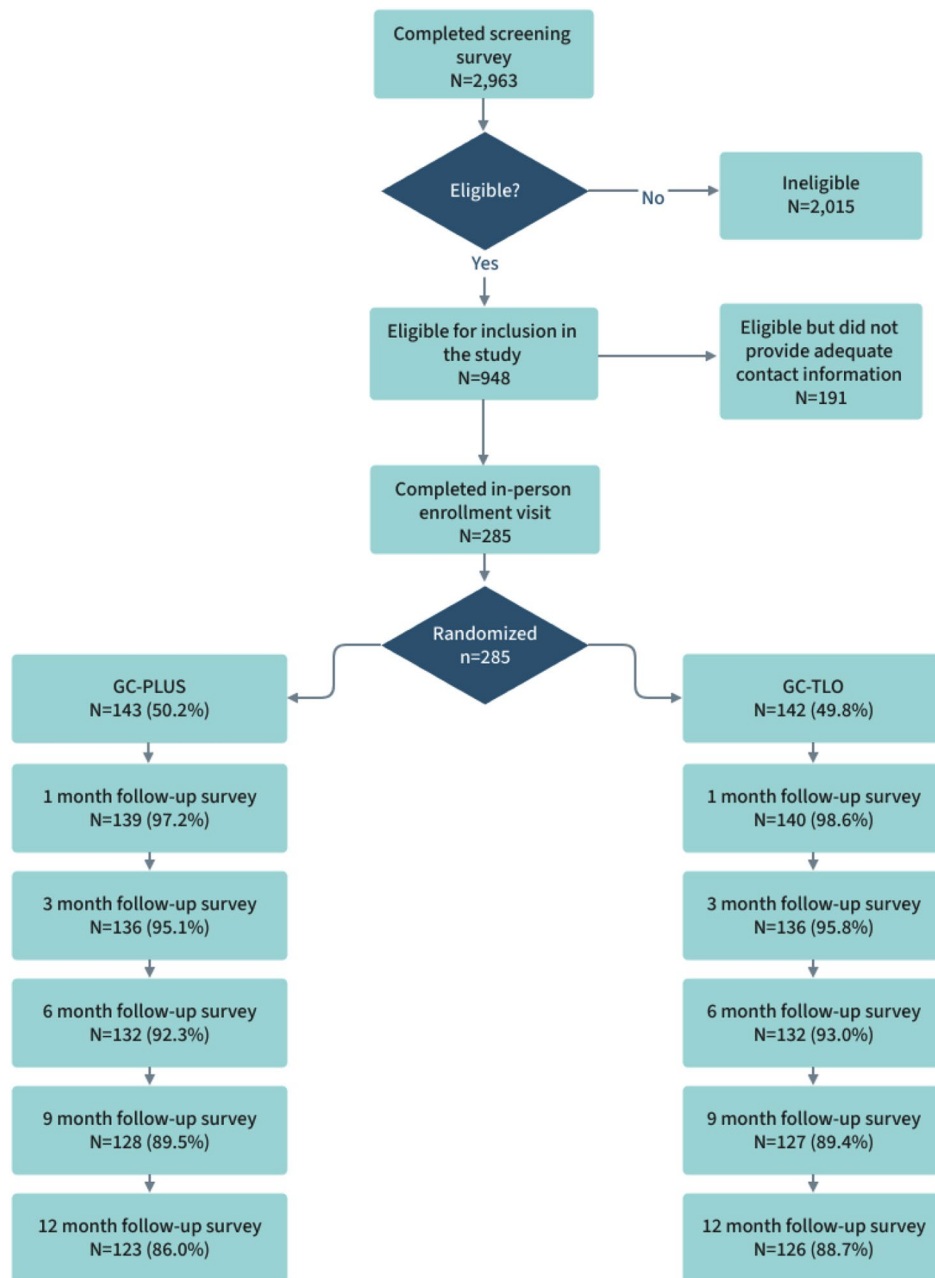 Completed screening
survey
N=2,963
Eligible?
No
Ineligible
N=2,015
Yes
Eligible for inclusion in
the study
N=948
Eligible but did not
provide adequate
contact information
N=191
Completed in-person
enrollment visit
N=285
Randomized
n=285
GC-PLUS
N=143 (50.2%)
GC-TLO
N=142 (49.8%)
1 month follow-up survey
N=139 (97.2%)
1 month follow-up survey
N=140 (98.6%)
3 month follow-up survey
N=136 (95.1%)
3 month follow-up survey
N=136 (95.8%)
6 month follow-up survey
N=132 (92.3%)
6 month follow-up survey
N=132 (93.0%)
9 month follow-up survey
N=128 (89.5%)
9 month follow-up survey
N=127 (89.4%)
12 month follow-up survey
N=123 (86.0%)
12 month follow-up survey
N=126 (88.7%)